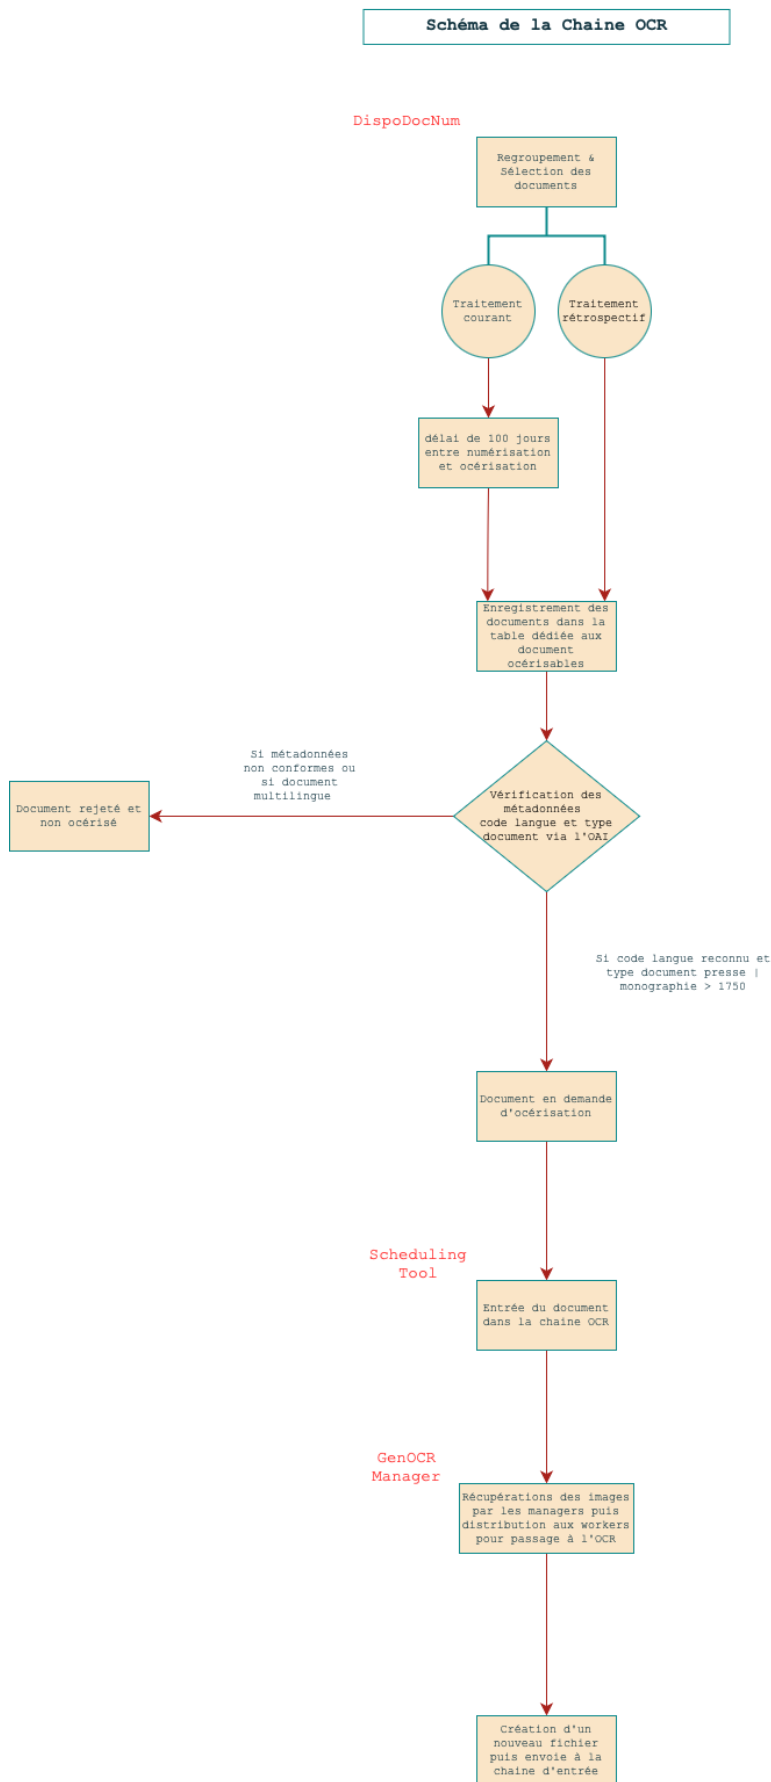 Schéma de la Chaine OCR
DispoDocNum
Regroupement &
Sélection des
documents
Traitement
courant
Traitement
rétrospectif
délai de 100 jours
entre numérisation
et océrisation
Enregistrement des
documents dans la
table dédiée aux
document
océrisables
Si métadonnées
non conformes ou
si document
multilingue
Document rejeté et
non océrisé
Vérification des
métadonnées
code langue et type
document via l'OAI
Si code langue reconnu et
type document presse |
monographie > 1750
Document en demande
d'océrisation
Scheduling
Tool
Entrée du document
dans la chaine OCR
GenOCR
Manager
Récupérations des images
par les managers puis
distribution aux workers
pour passage à l'OCR
Création d'un
nouveau fichier
puis envoie à la
chaine d'entrée